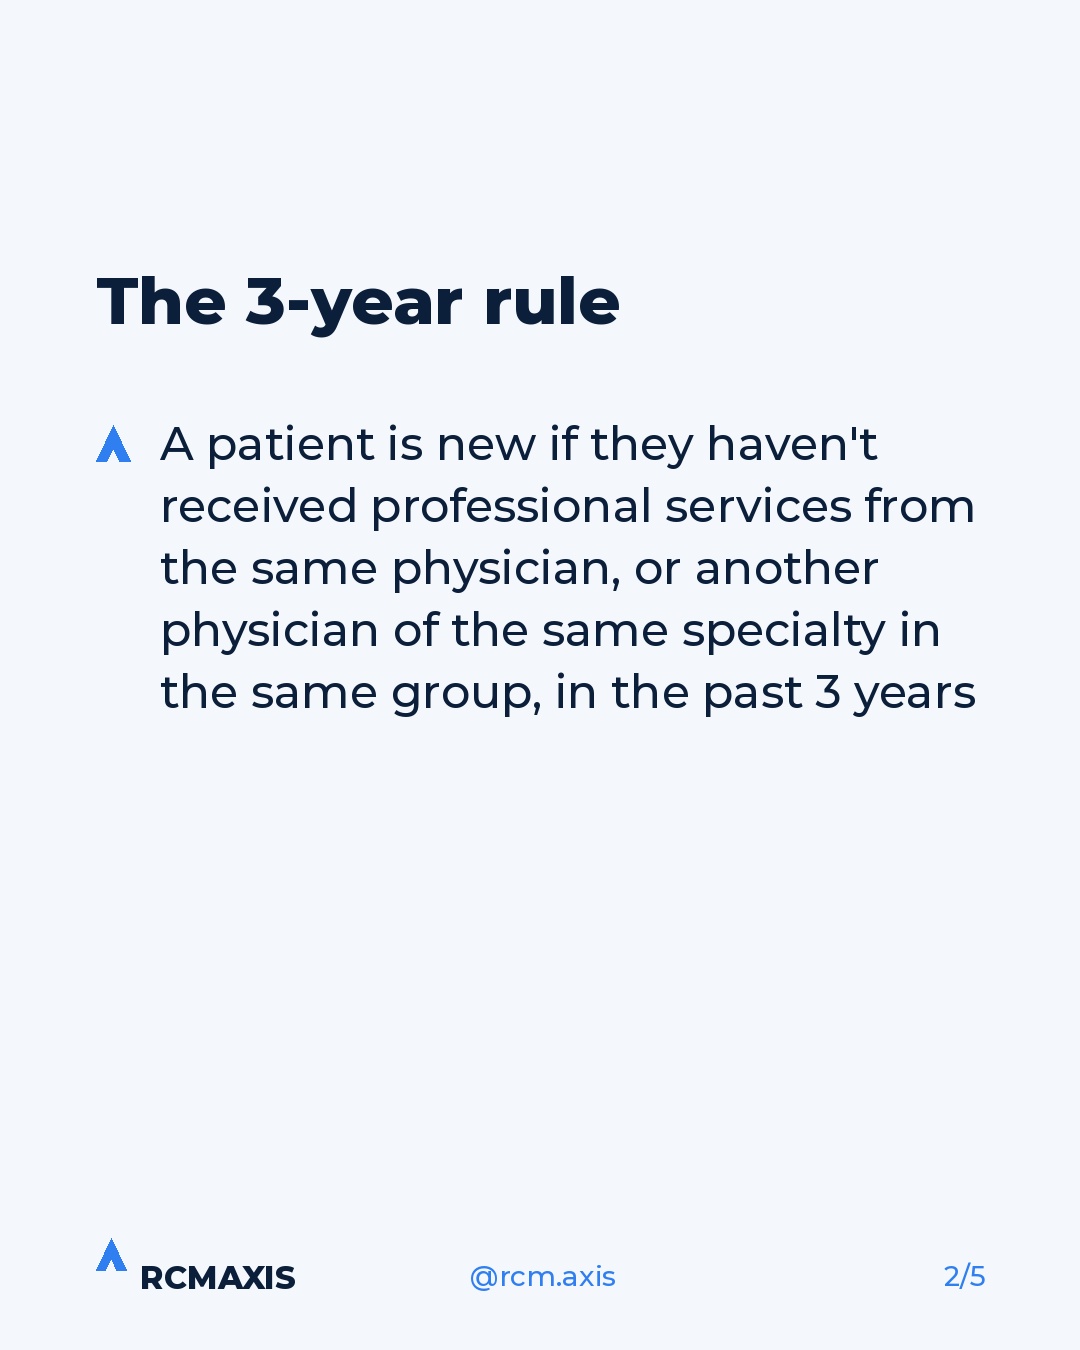 The 3-year rule
A patient is new if they haven't
received professional services from
the same physician, or another
physician of the same specialty in
the same group, in the past 3 years
RCMAXIS
@rcm.axis
2/5